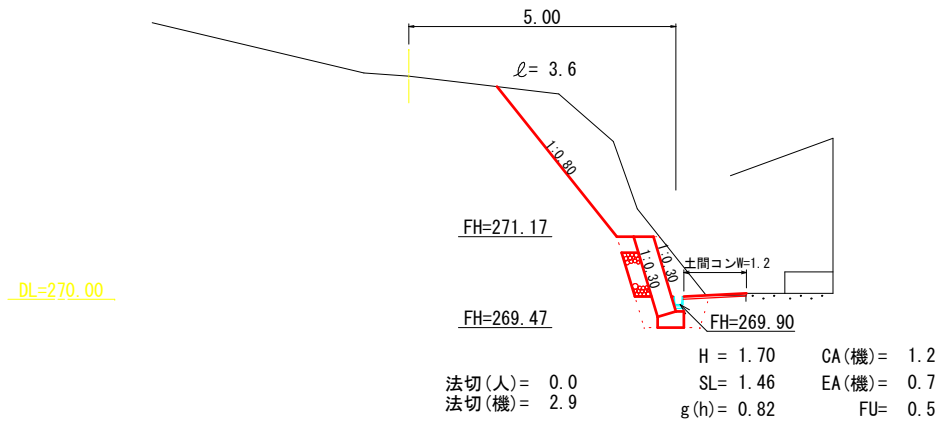 5.00
ℓ= 3.6
1:0.80
FH=271.17
1:0.30
1:0.30
土間コンW=1.2
DL=270.00
FH=269.47
FH=269.90
H = 1.70 CA(機)= 1.2
法切(人)= 0.0 SL= 1.46 EA(機)= 0.7
法切(機)= 2.9 g(h)= 0.82 FU= 0.5